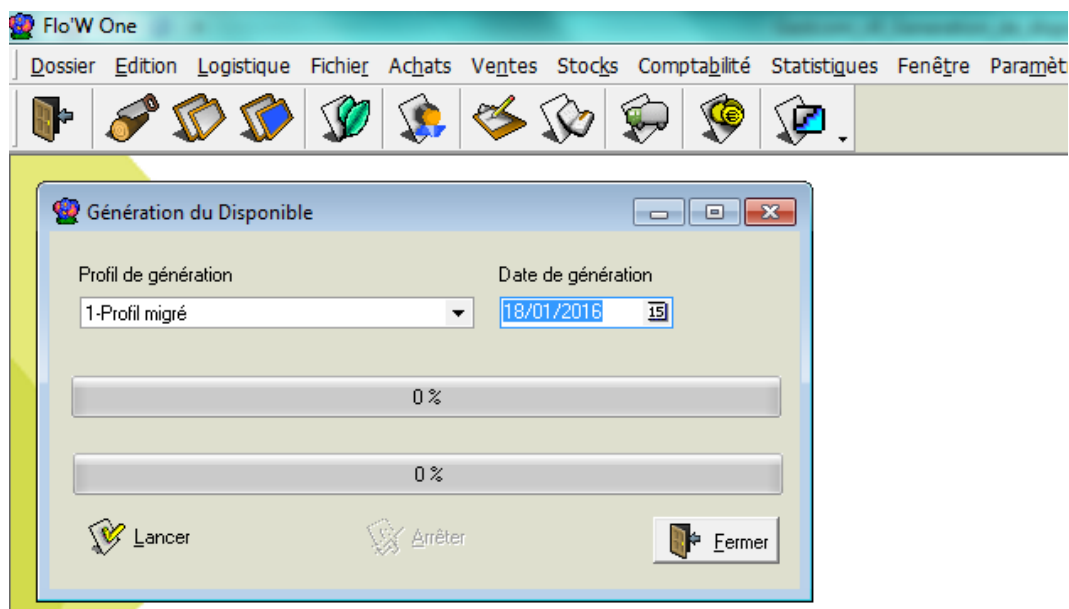 Flo'W One
Dossier Edition Logistique Fichier Achats Ventes Stocks Comptabilité Statistiques Fenêtre Paramèt
Génération du Disponible
Profil de génération Date de génération
1-Profil migré 18/01/2016 15
0 %
0 %
Lancer Arrêter Fermer